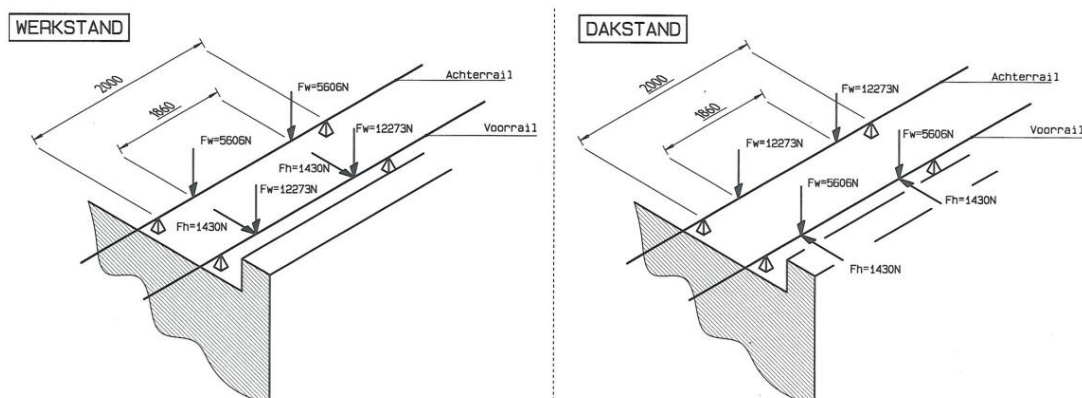 WERKSTAND
2000
1860
Fw=5606N
Achterrail
Fw=5606N
Fw=12273N
Voorrail
Fh=1430N
Fw=12273N
Fh=1430N
DAKSTAND
2000
1860
Fw=12273N
Achterrail
Fw=12273N
Fw=5606N
Voorrail
Fw=5606N
Fh=1430N
Fh=1430N